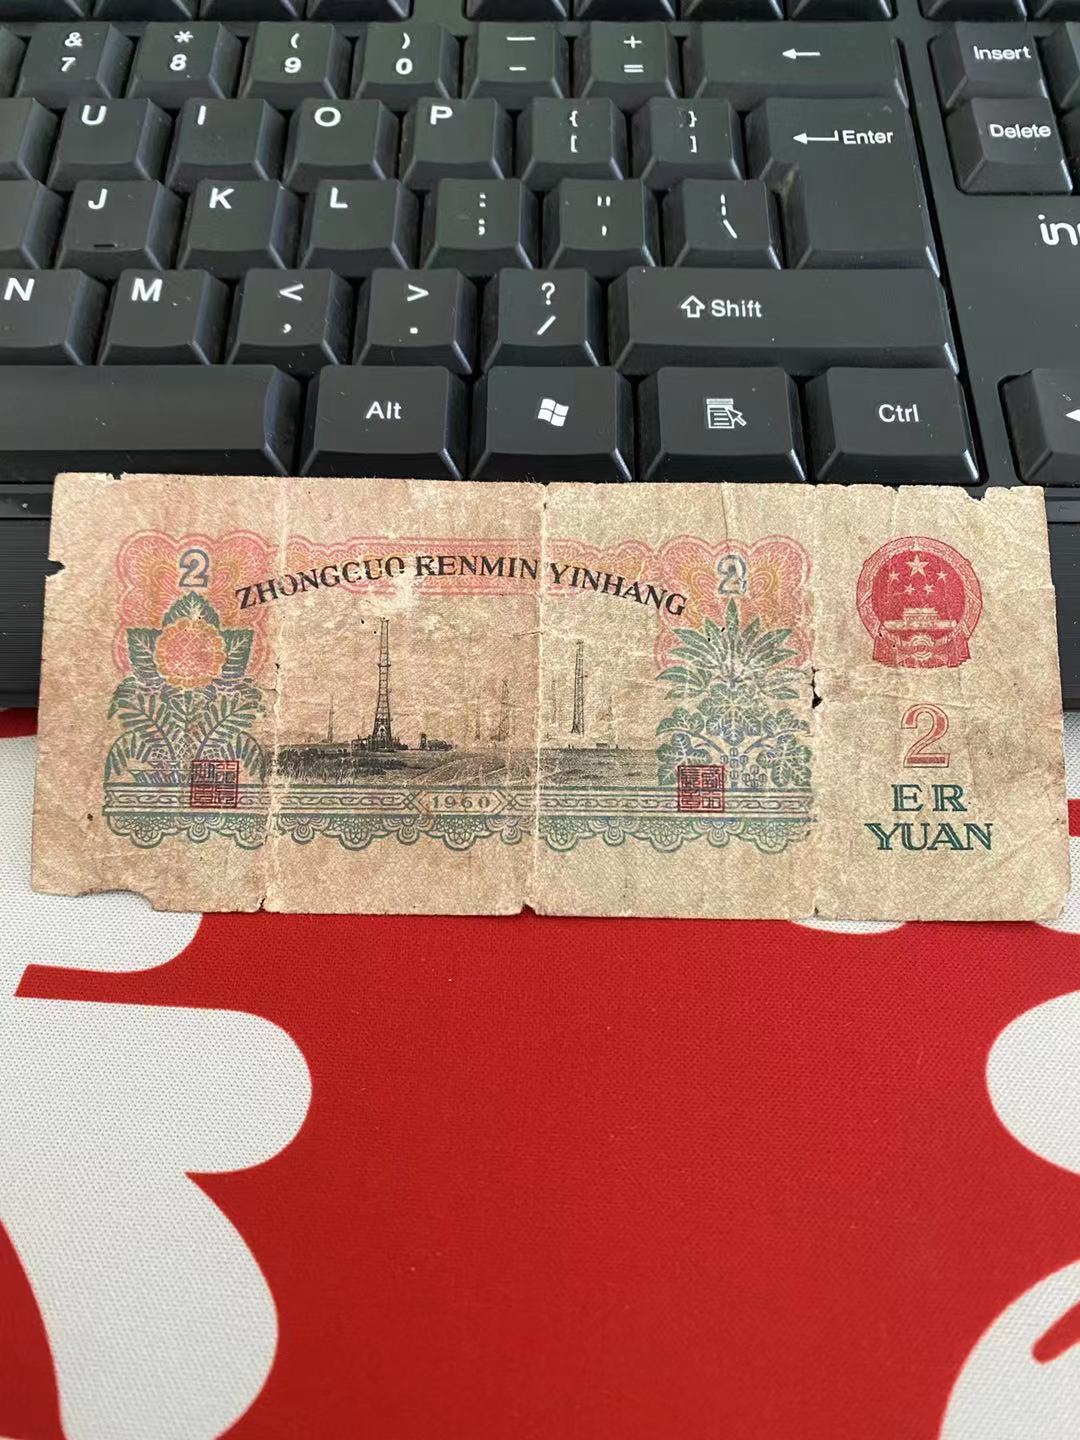 & 7 * 8 ( 9 ) 0 — - + = ← Insert
U I O P { [ } ] Enter Delete
J K L : ; " ' | \
N M < , > . ? / Shift
Alt Ctrl
2 ZHONGGUO RENMIN YINHANG 2
2
1960
ER
YUAN